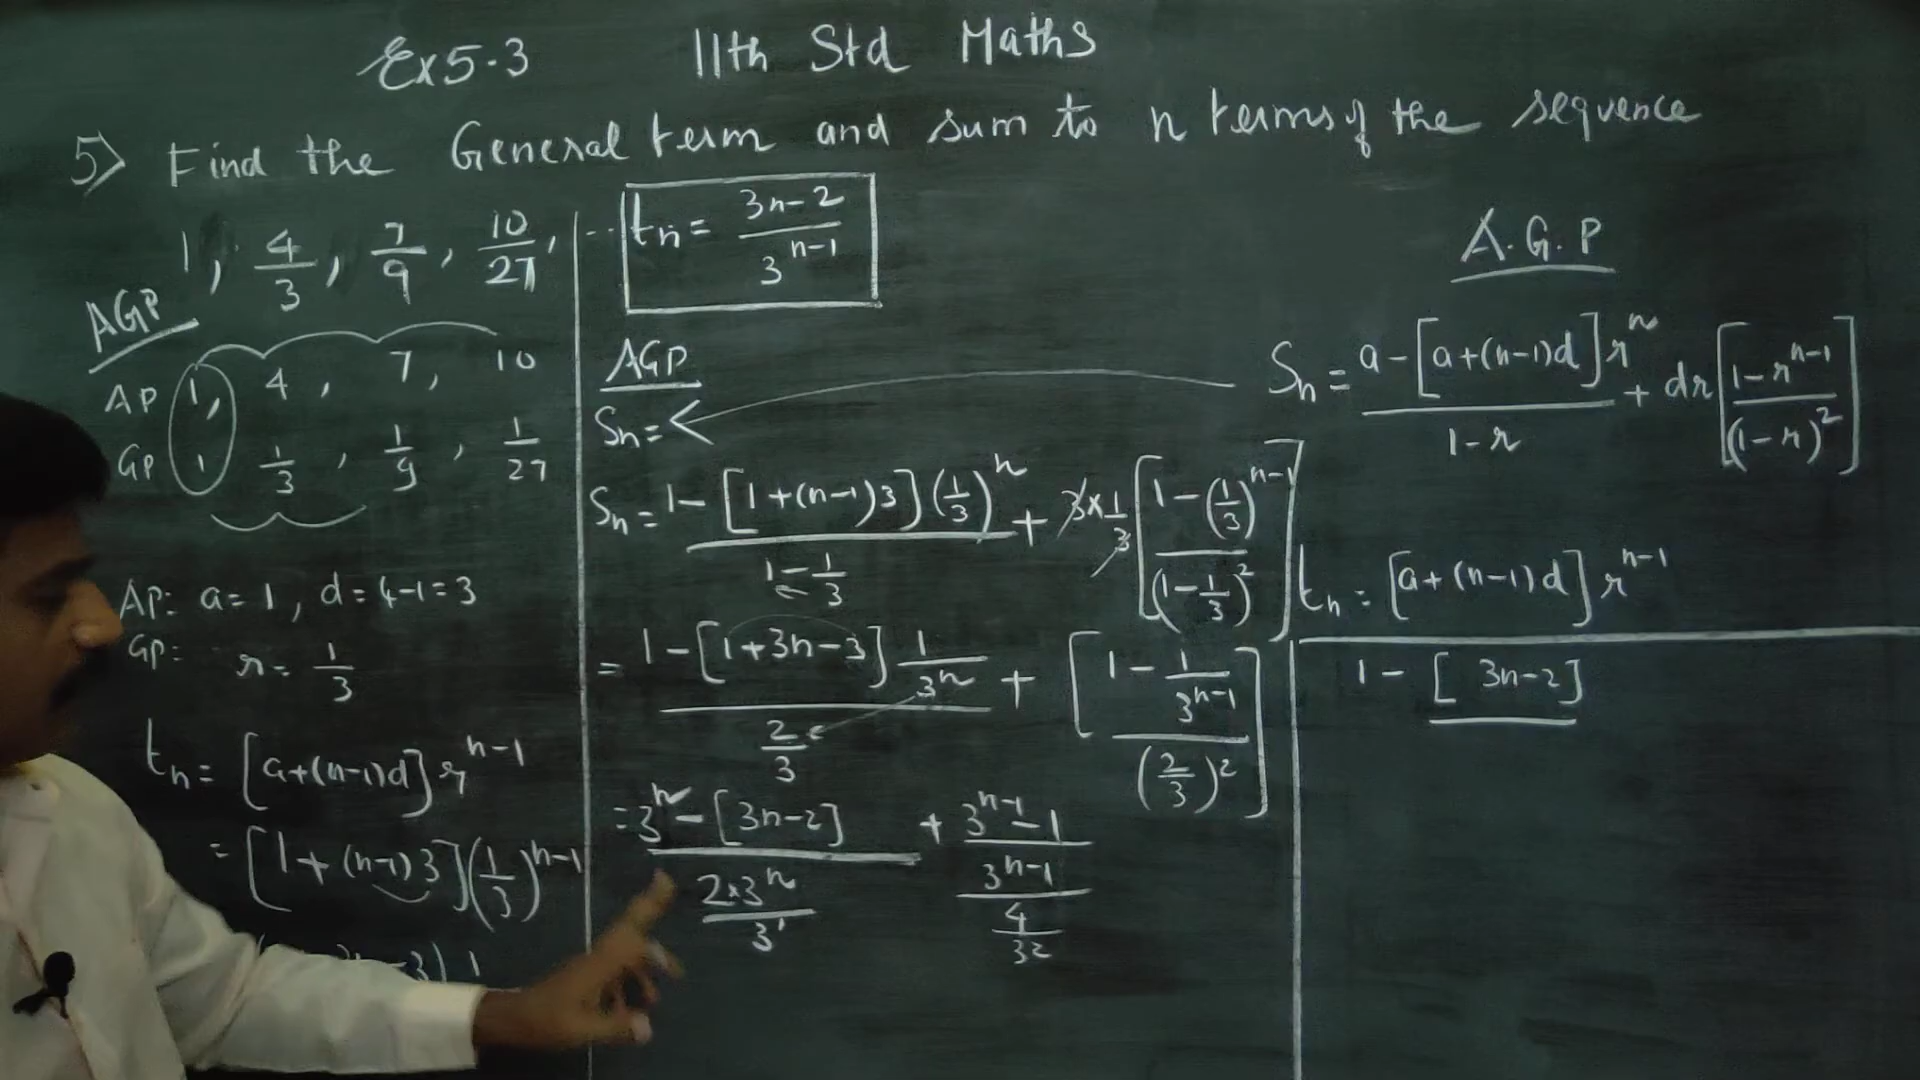 Ex5.3 11th Std Maths
5> Find the General term and sum to n terms of the sequence
1, 4/3, 7/9, 10/27, ...
AGP
AP 1, 4, 7, 10
GP 1 1/3, 1/9, 1/27
AP: a=1, d=4-1=3
GP: r= 1/3
tn= [a+(n-1)d] r^(n-1)
= [1+(n-1)3](1/3)^(n-1)
-3) 1
tn= (3n-2)/3^(n-1)
AGP
Sn= <
Sn= (1-[1+(n-1)3](1/3)^n)/(1-1/3) + 3×1/3 [(1-(1/3)^(n-1))/(1-1/3)^2]
= (1-[1+3n-3] 1/3^n)/(2/3) + [(1-1/3^(n-1))/(2/3)^2]
= (3^n-[3n-2])/(2×3^n/3^1) + ((3^(n-1)-1)/3^(n-1))/(4/3^2)
A.G.P
Sn= (a-[a+(n-1)d]r^n)/(1-r) + dr[(1-r^(n-1))/(1-r)^2]
tn= [a+(n-1)d] r^(n-1)
1-[3n-2]